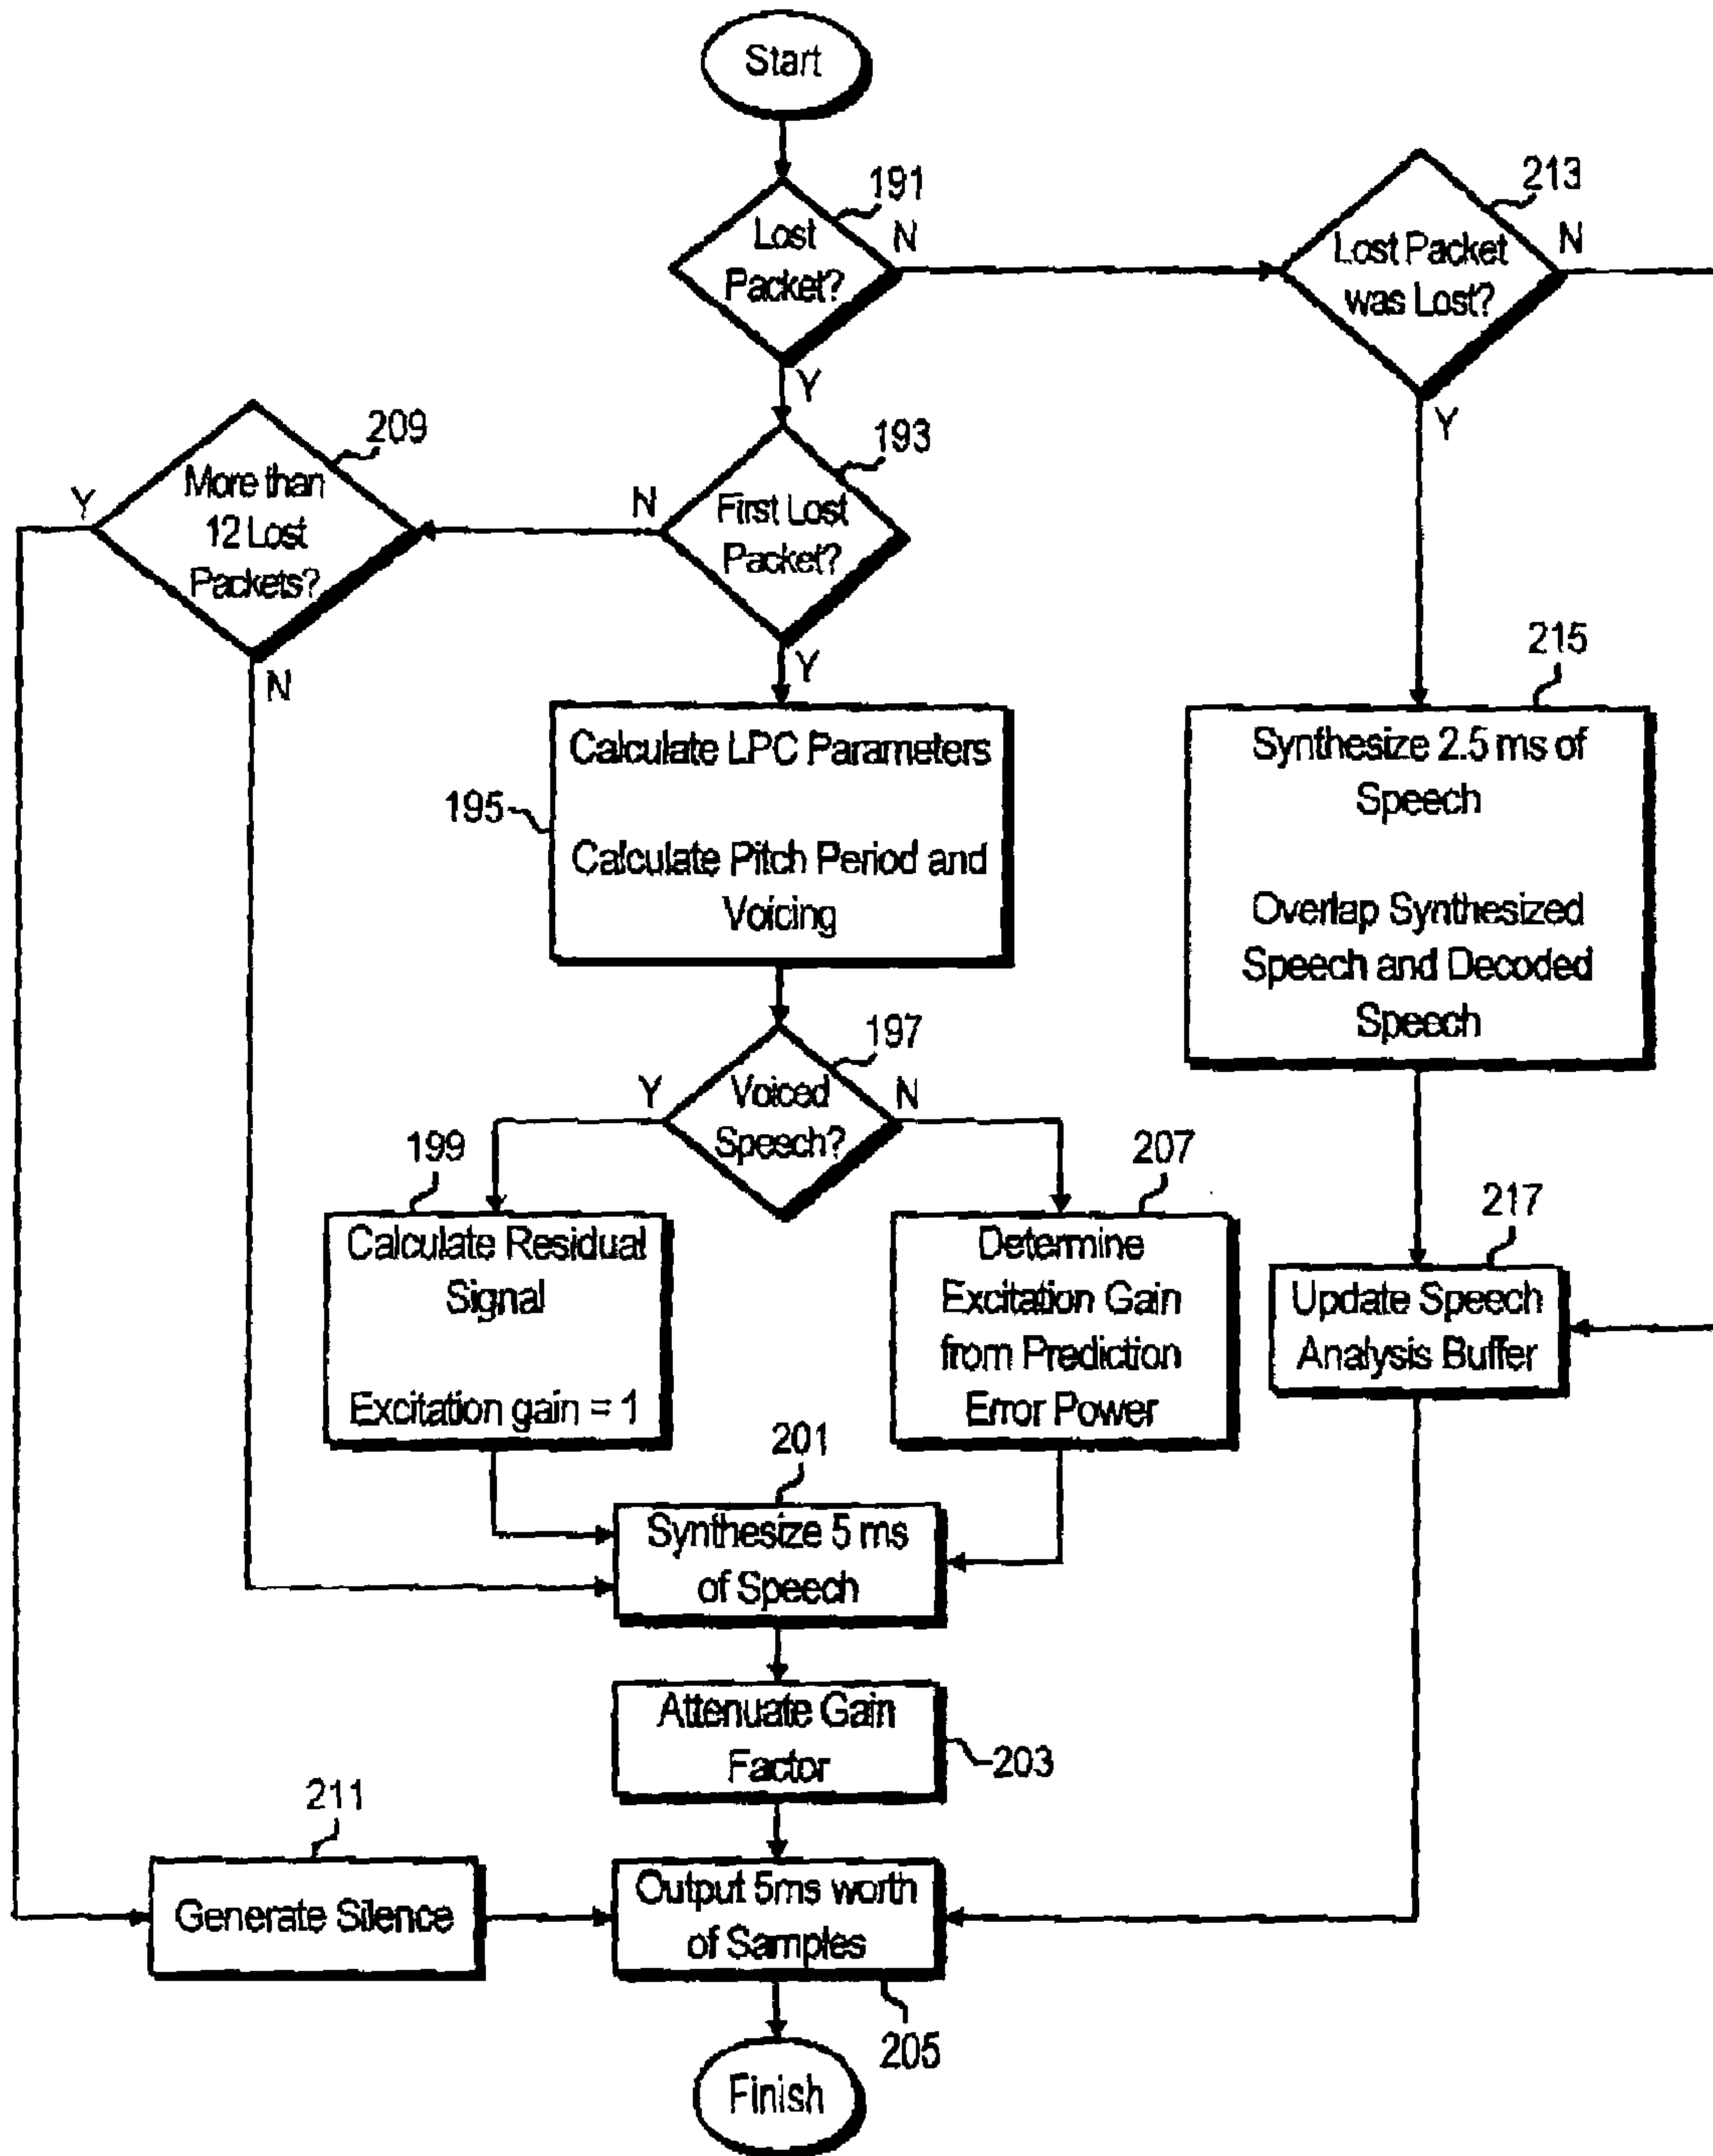 Start
191
Lost
Packet?
N
Y
213
Lost Packet
was Lost?
N
Y
209
More than
12 Lost
Packets?
Y
N
193
First Lost
Packet?
N
Y
195
Calculate LPC Parameters
Calculate Pitch Period and
Voicing
215
Synthesize 2.5 ms of
Speech
Overlap Synthesized
Speech and Decoded
Speech
197
Voiced
Speech?
Y
N
199
Calculate Residual
Signal
Excitation gain = 1
207
Determine
Excitation Gain
from Prediction
Error Power
217
Update Speech
Analysis Buffer
201
Synthesize 5 ms
of Speech
Attenuate Gain
Factor
203
211
Generate Silence
Output 5ms worth
of Samples
205
Finish